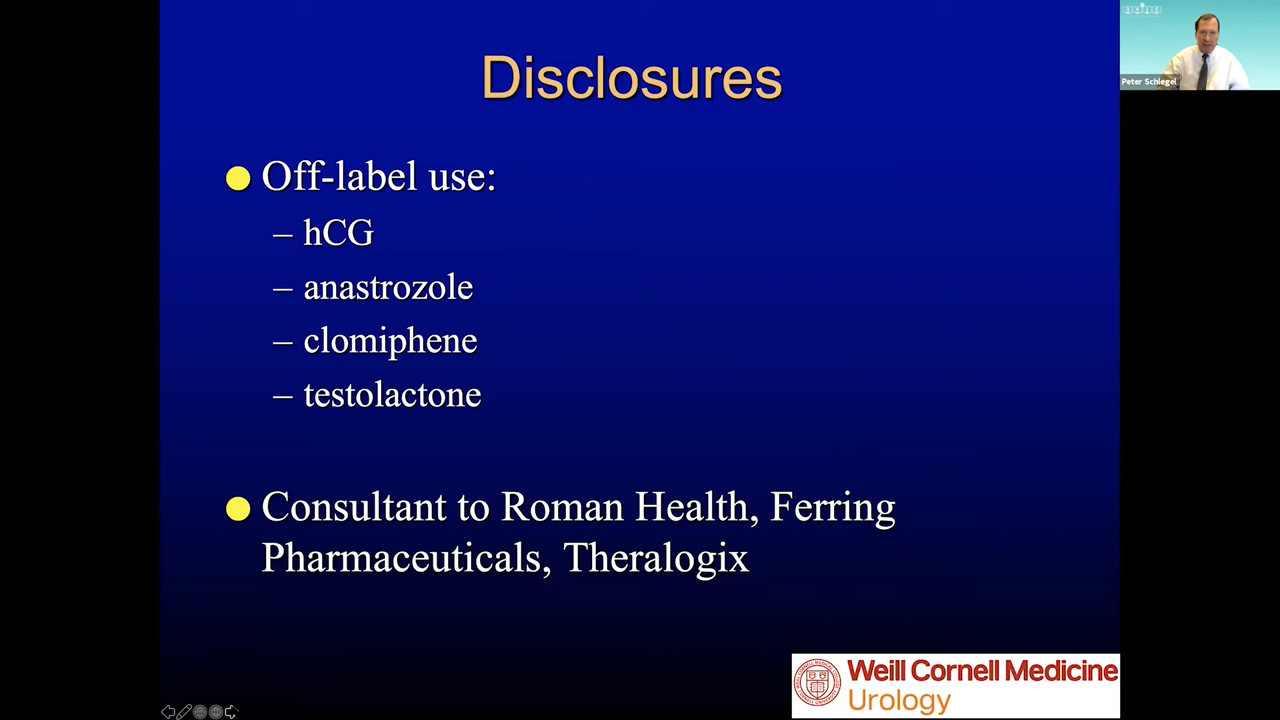 Disclosures
Peter Schlegel
Off-label use:
– hCG
– anastrozole
– clomiphene
– testolactone
Consultant to Roman Health, Ferring
Pharmaceuticals, Theralogix
Weill Cornell Medicine
Urology